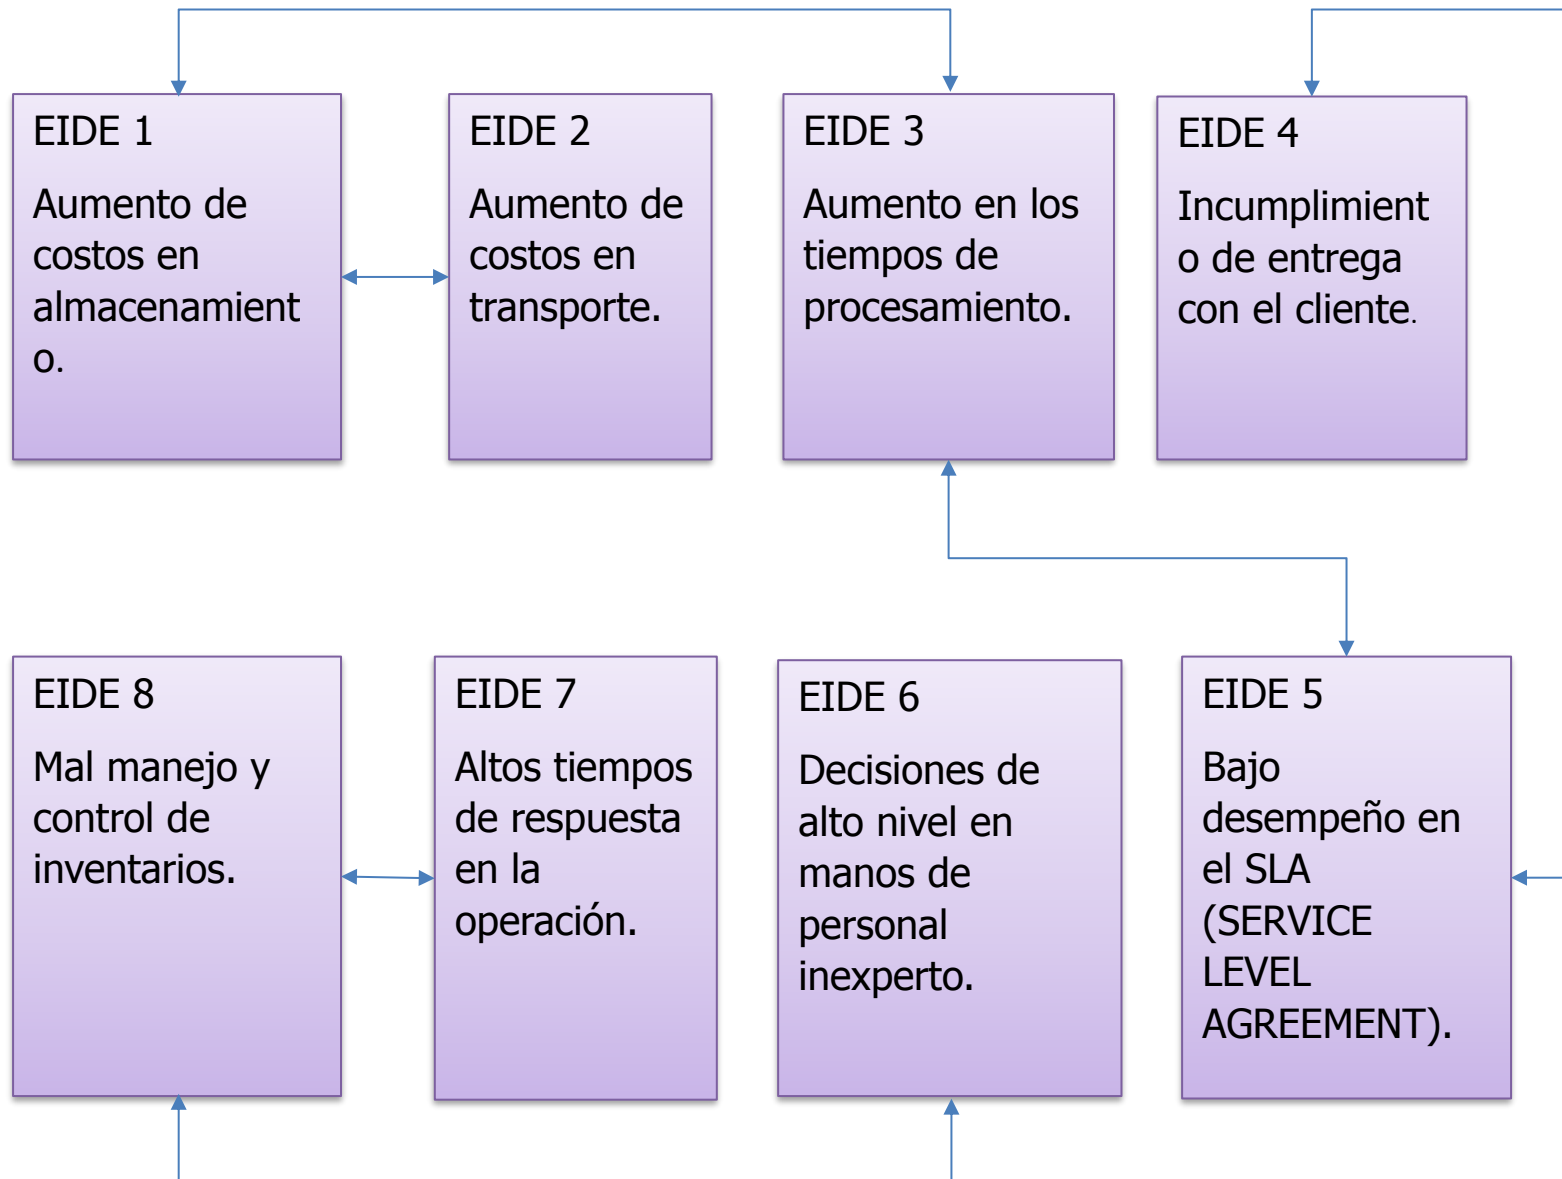 EIDE 1
Aumento de
costos en
almacenamient
o.
EIDE 2
Aumento de
costos en
transporte.
EIDE 3
Aumento en los
tiempos de
procesamiento.
EIDE 4
Incumplimient
o de entrega
con el cliente.
EIDE 8
Mal manejo y
control de
inventarios.
EIDE 7
Altos tiempos
de respuesta
en la
operación.
EIDE 6
Decisiones de
alto nivel en
manos de
personal
inexperto.
EIDE 5
Bajo
desempeño en
el SLA
(SERVICE
LEVEL
AGREEMENT).